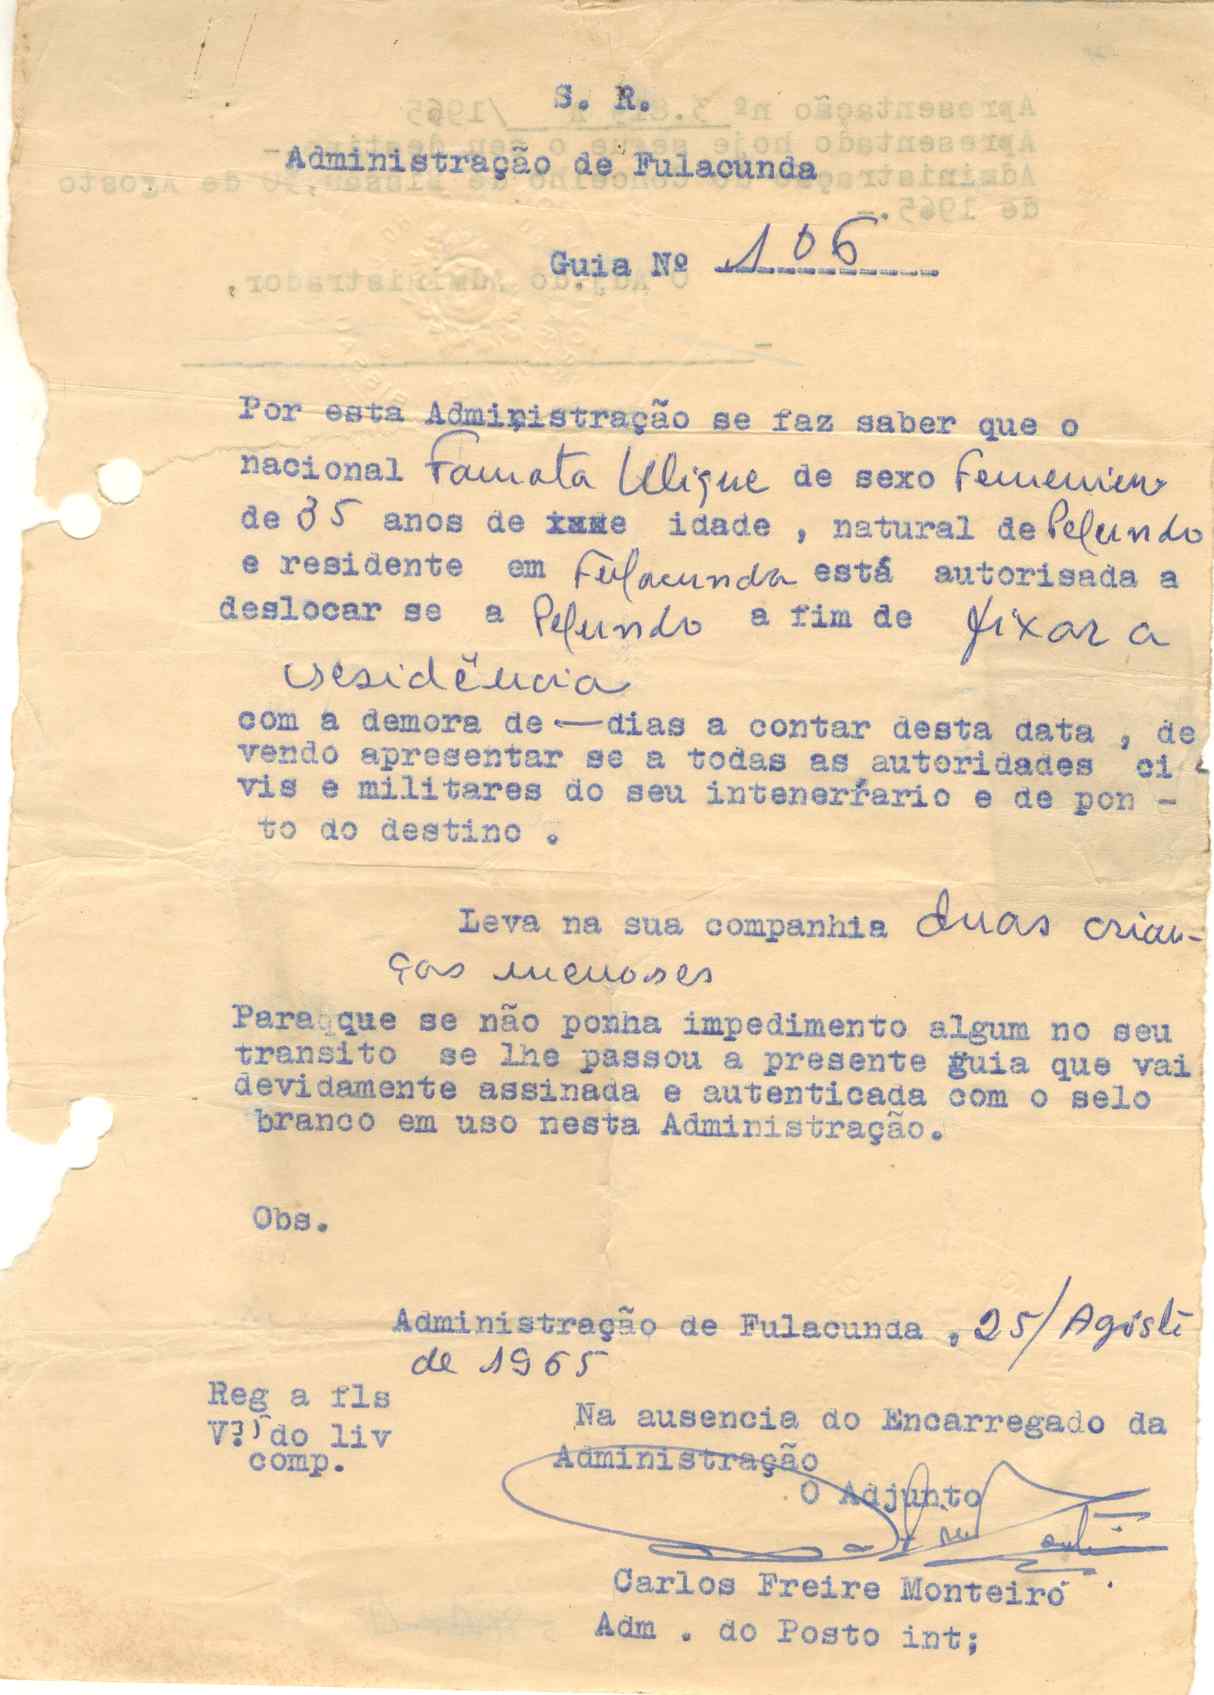 S. R.
Administração de Fulacunda
Guia Nº 106
Por esta Administração se faz saber que o
nacional Famata Uliqne de sexo Femenien
de 35 anos de idade , natural de Pelundo
e residente em Fulacunda está autorisada a
deslocar se a Pelundo a fim de fixar a
residência
com a demora de — dias a contar desta data , de
vendo apresentar se a todas as autoridades ci -
vis e militares do seu intenerŕario e de pon -
to do destino .
Leva na sua companhia duas crian-
ças menores
Para que se não ponha impedimento algum no seu
transito se lhe passou a presente guia que vai
devidamente assinada e autenticada com o selo
branco em uso nesta Administração.
Obs.
Administração de Fulacunda , 25/Agôsti
de 1965
Reg a fls
do liv
comp.
Na ausencia do Encarregado da
Administração
O Adjunto
Carlos Freire Monteiro
Adm . do Posto int;